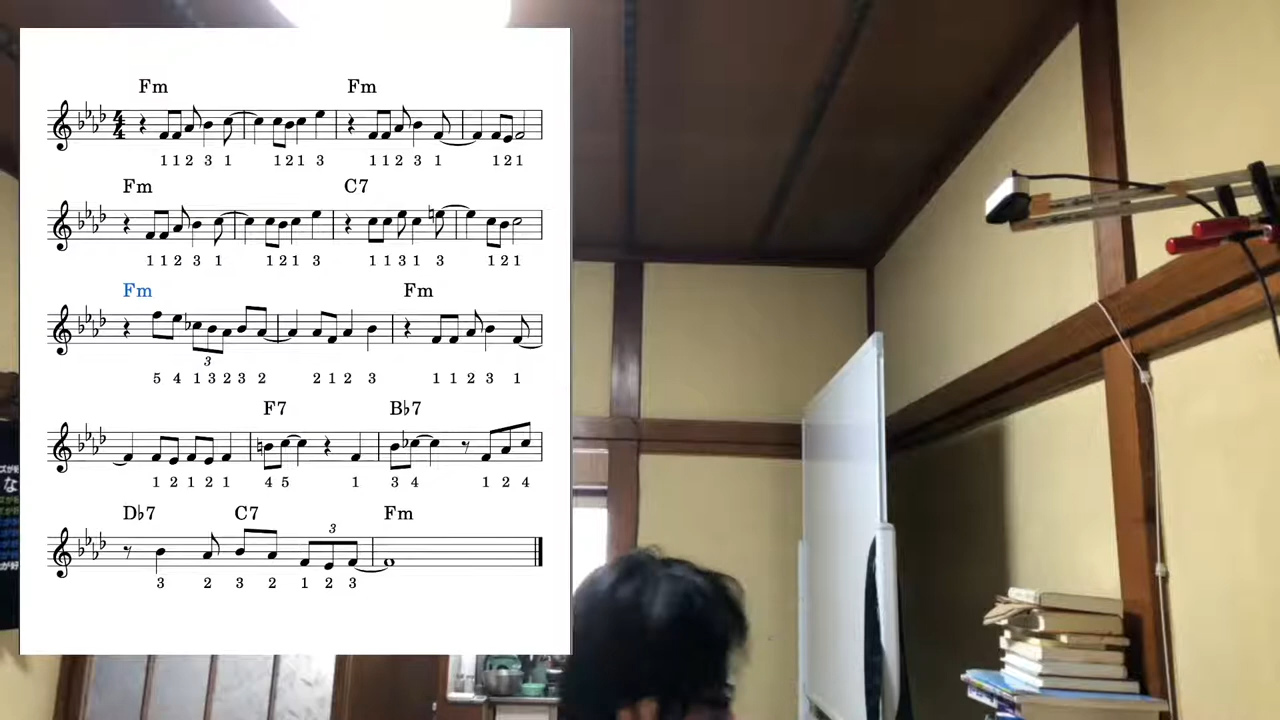 Fm Fm
4
4
1 1 2 3 1 1 2 1 3 1 1 2 3 1 1 2 1
Fm C7
1 1 2 3 1 1 2 1 3 1 1 3 1 3 1 2 1
Fm Fm
3
5 4 1 3 2 3 2 2 1 2 3 1 1 2 3 1
F7 B♭7
1 2 1 2 1 4 5 1 3 4 1 2 4
D♭7 C7 Fm
3
3 2 3 2 1 2 3